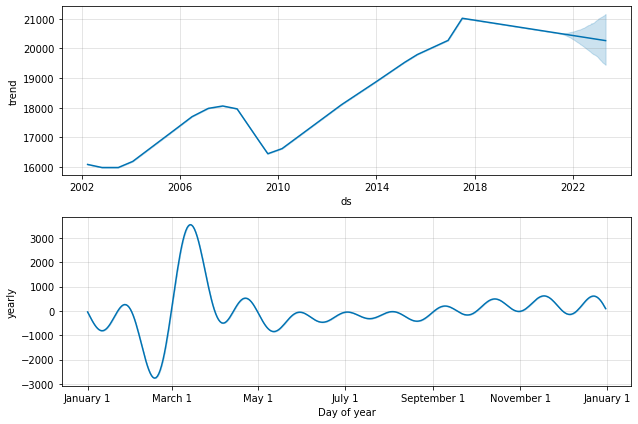 21000
20000
19000
18000
17000
16000
trend
2002 2006 2010 2014 2018 2022
ds
3000
2000
1000
0
−1000
−2000
−3000
yearly
January 1 March 1 May 1 July 1 September 1 November 1 January 1
Day of year